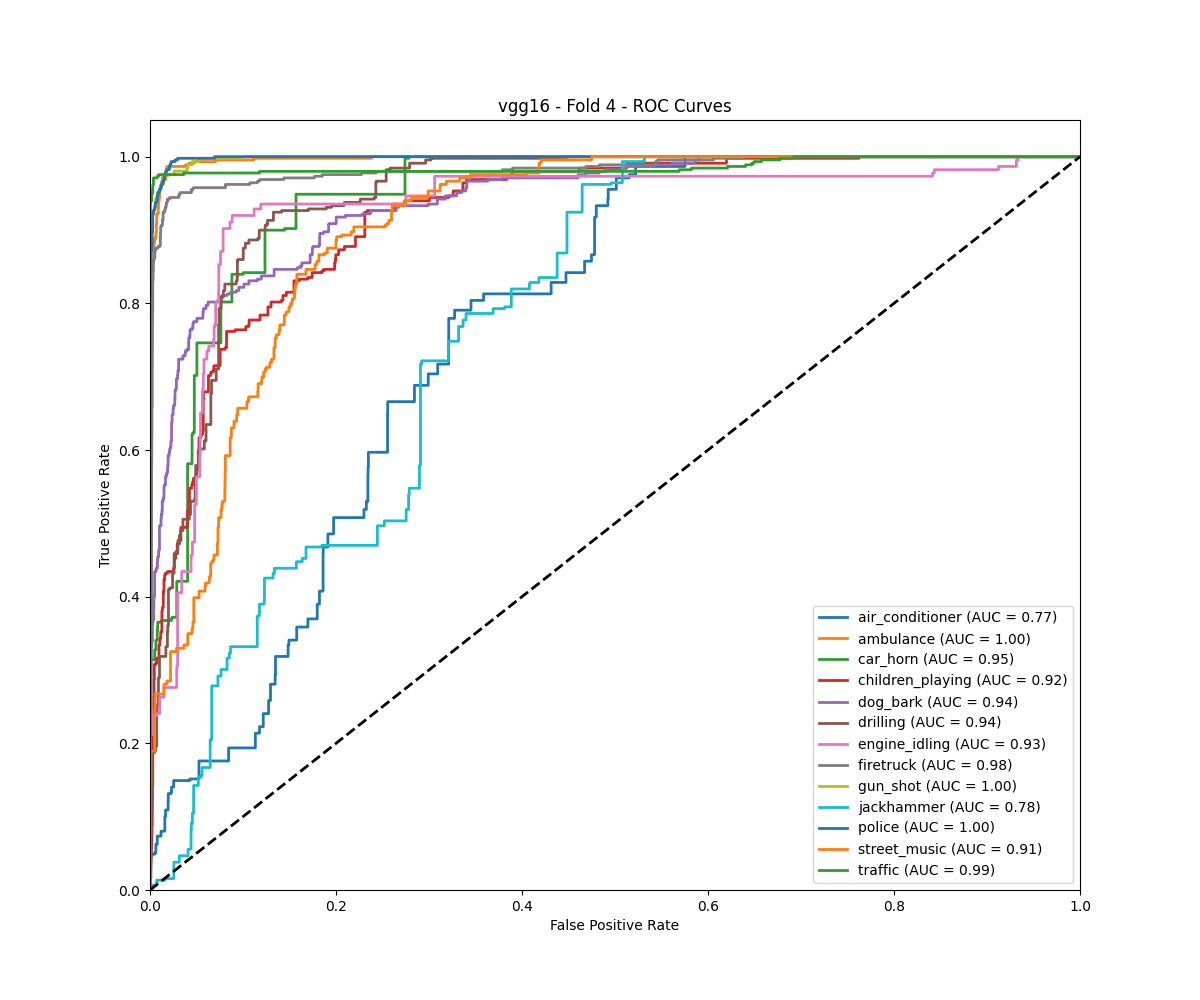 vgg16 - Fold 4 - ROC Curves
1.0
0.8
0.6
0.4
0.2
0.0
True Positive Rate
0.0 0.2 0.4 0.6 0.8 1.0
False Positive Rate
air_conditioner (AUC = 0.77)
ambulance (AUC = 1.00)
car_horn (AUC = 0.95)
children_playing (AUC = 0.92)
dog_bark (AUC = 0.94)
drilling (AUC = 0.94)
engine_idling (AUC = 0.93)
firetruck (AUC = 0.98)
gun_shot (AUC = 1.00)
jackhammer (AUC = 0.78)
police (AUC = 1.00)
street_music (AUC = 0.91)
traffic (AUC = 0.99)